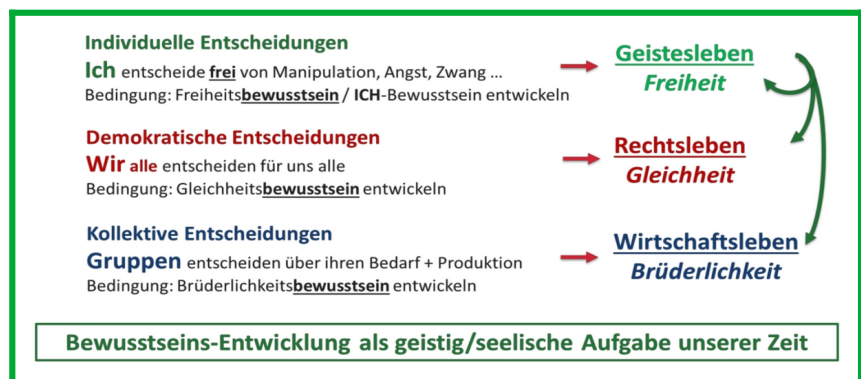 Individuelle Entscheidungen
Ich entscheide frei von Manipulation, Angst, Zwang ...
Bedingung: Freiheitsbewusstsein / ICH-Bewusstsein entwickeln
Geistesleben
Freiheit
Demokratische Entscheidungen
Wir alle entscheiden für uns alle
Bedingung: Gleichheitsbewusstsein entwickeln
Rechtsleben
Gleichheit
Kollektive Entscheidungen
Gruppen entscheiden über ihren Bedarf + Produktion
Bedingung: Brüderlichkeitsbewusstsein entwickeln
Wirtschaftsleben
Brüderlichkeit
Bewusstseins-Entwicklung als geistig/seelische Aufgabe unserer Zeit